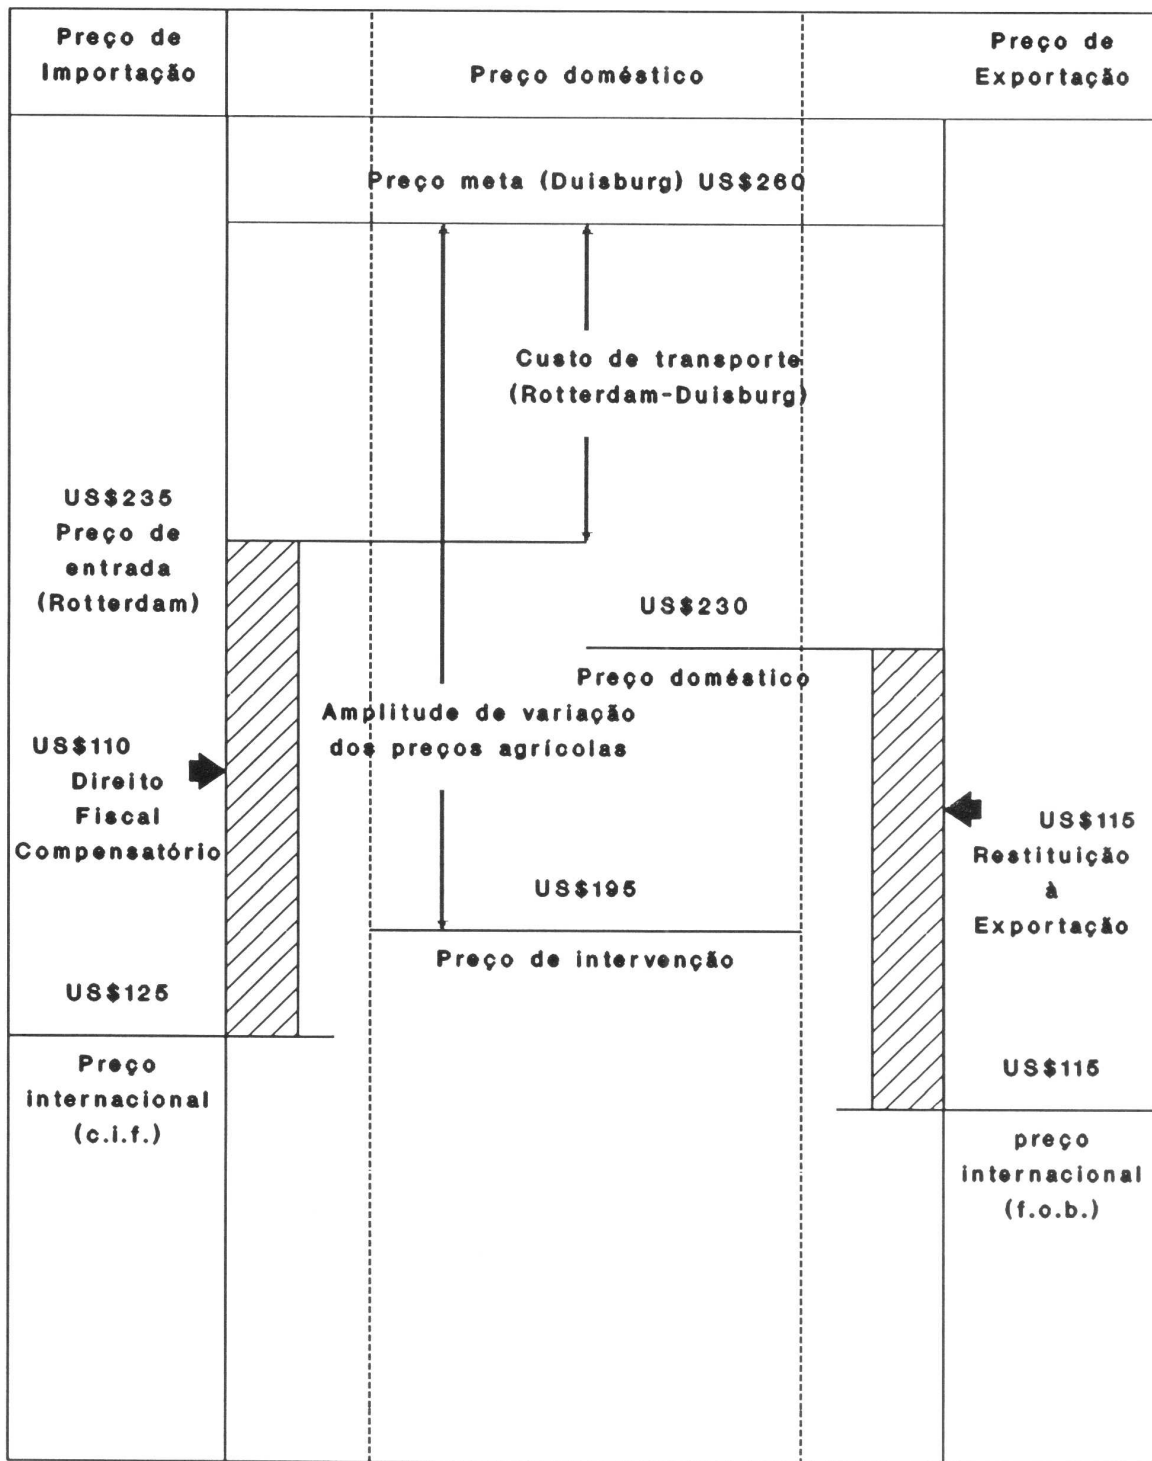 Preço de
Importação
Preço doméstico
Preço de
Exportação
Preço meta (Duisburg) US$260
Custo de transporte
(Rotterdam-Duisburg)
US$235
Preço de
entrada
(Rotterdam)
US$230
Preço doméstico
Amplitude de variação
dos preços agrícolas
US$110
Direito
Fiscal
Compensatório
US$115
Restituição
à
Exportação
US$195
Preço de intervenção
US$125
Preço
internacional
(c.i.f.)
US$115
preço
internacional
(f.o.b.)